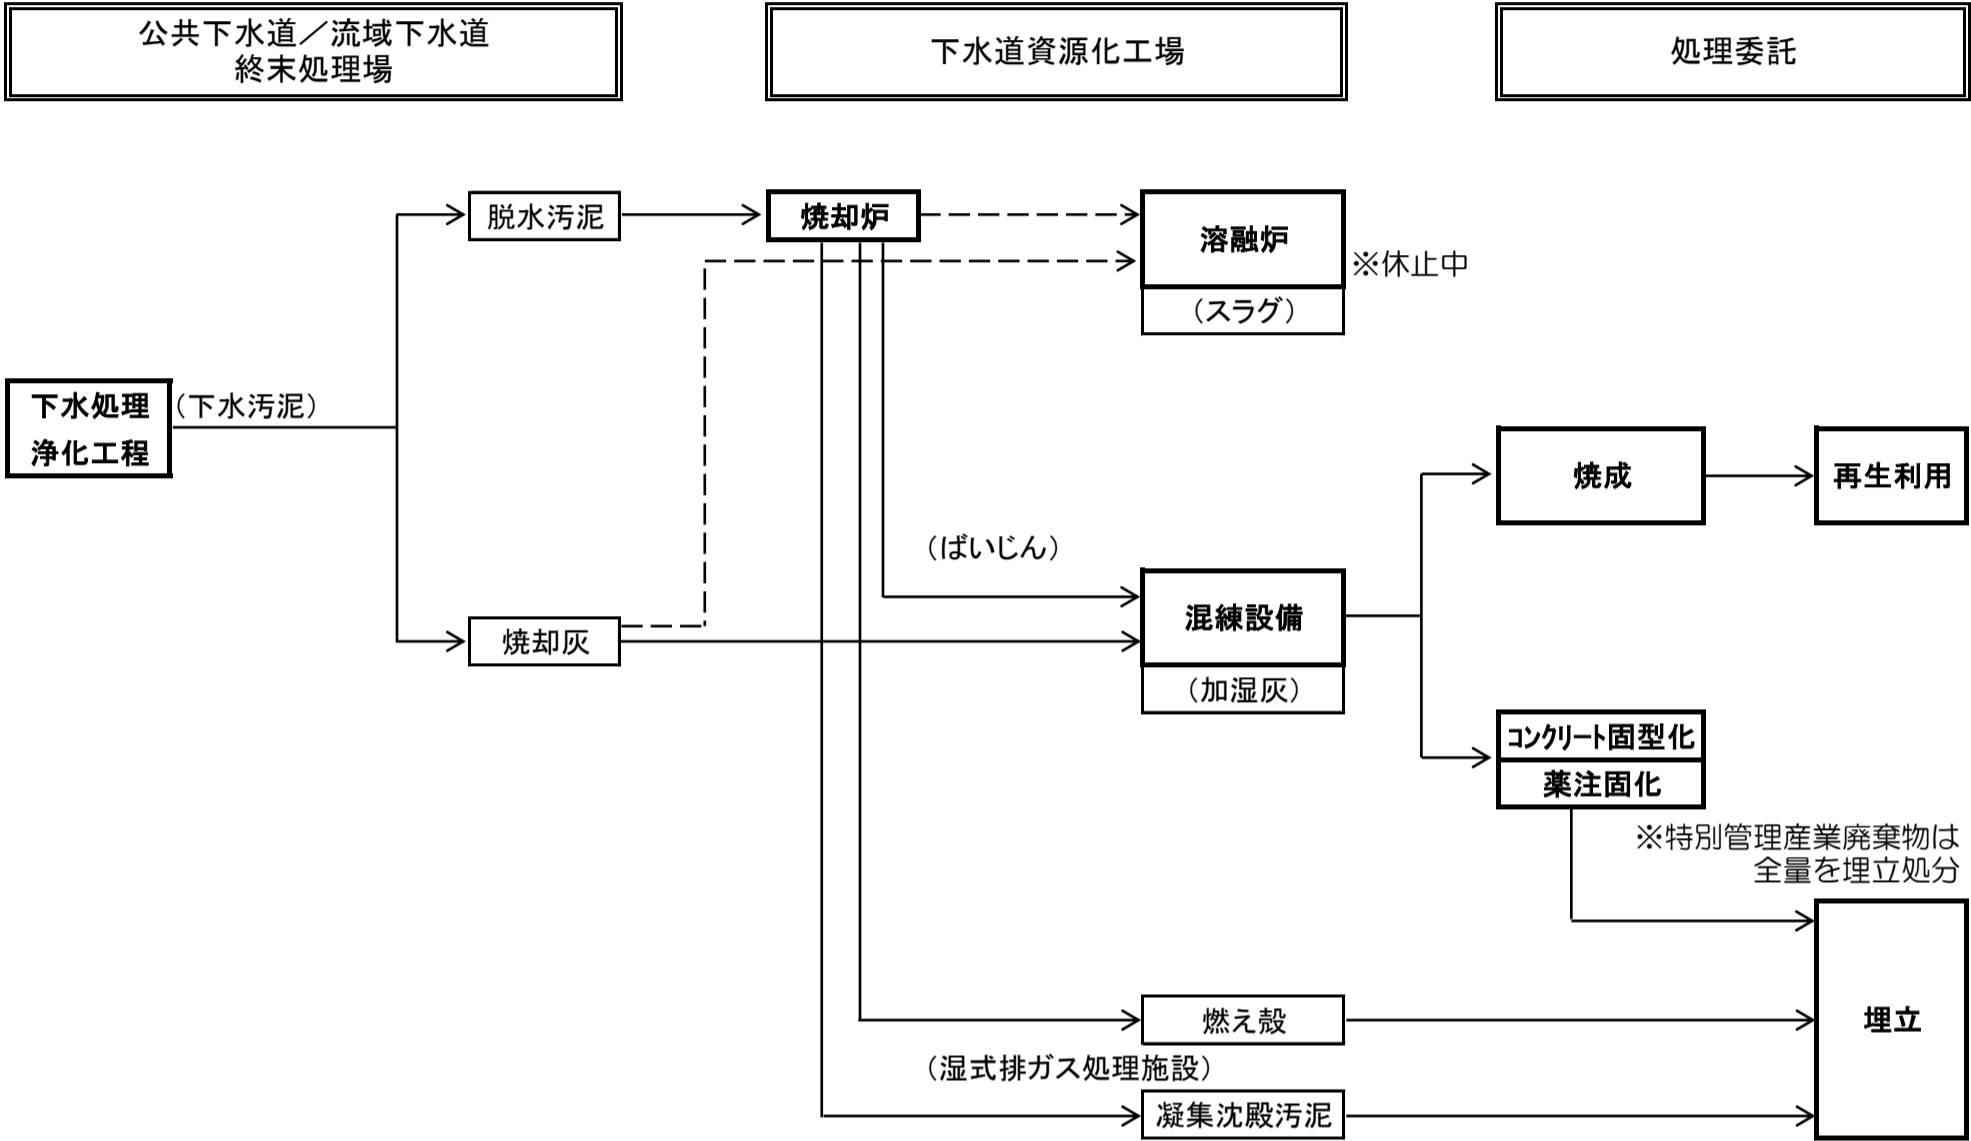 公共下水道／流域下水道
終末処理場
下水道資源化工場
処理委託
脱水汚泥
焼却炉
溶融炉
※休止中
（スラグ）
下水処理
浄化工程
（下水汚泥）
焼成
再生利用
（ばいじん）
混練設備
焼却灰
（加湿灰）
ｺﾝｸﾘｰﾄ固型化
薬注固化
※特別管理産業廃棄物は
全量を埋立処分
燃え殻
埋立
（湿式排ガス処理施設）
凝集沈殿汚泥